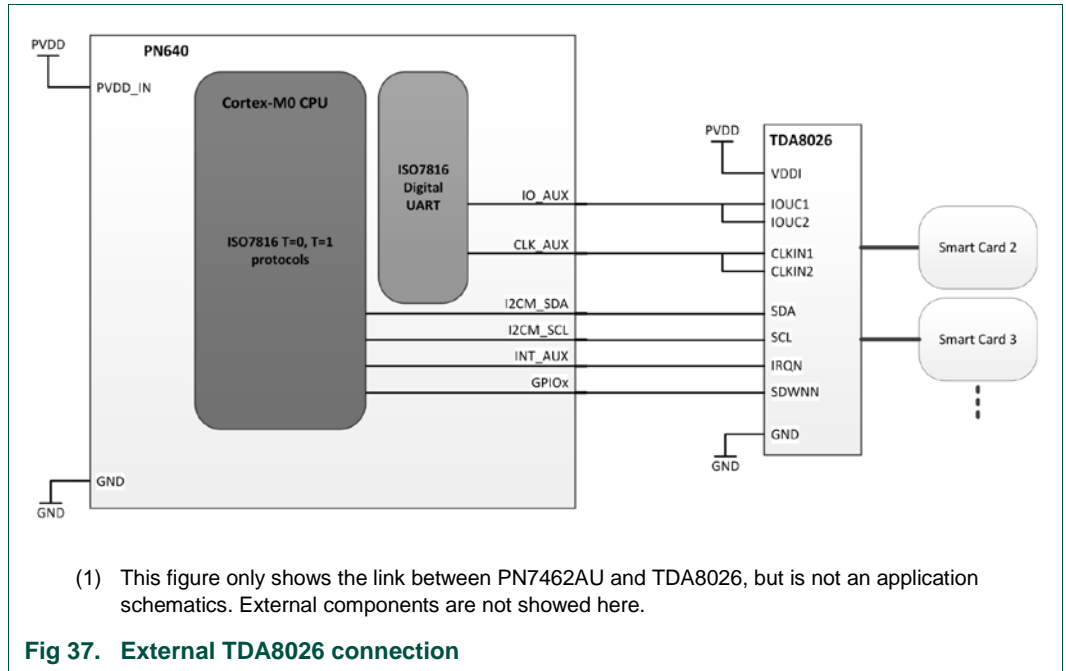 PVDD
PN640
PVDD_IN
Cortex-M0 CPU
ISO7816
Digital
UART
ISO7816 T=0, T=1
protocols
IO_AUX
CLK_AUX
I2CM_SDA
I2CM_SCL
INT_AUX
GPIOx
GND
GND
PVDD
TDA8026
VDDI
IOUC1
IOUC2
CLKIN1
CLKIN2
SDA
SCL
IRQN
SDWNN
GND
GND
Smart Card 2
Smart Card 3
(1) This figure only shows the link between PN7462AU and TDA8026, but is not an application
schematics. External components are not showed here.
Fig 37. External TDA8026 connection